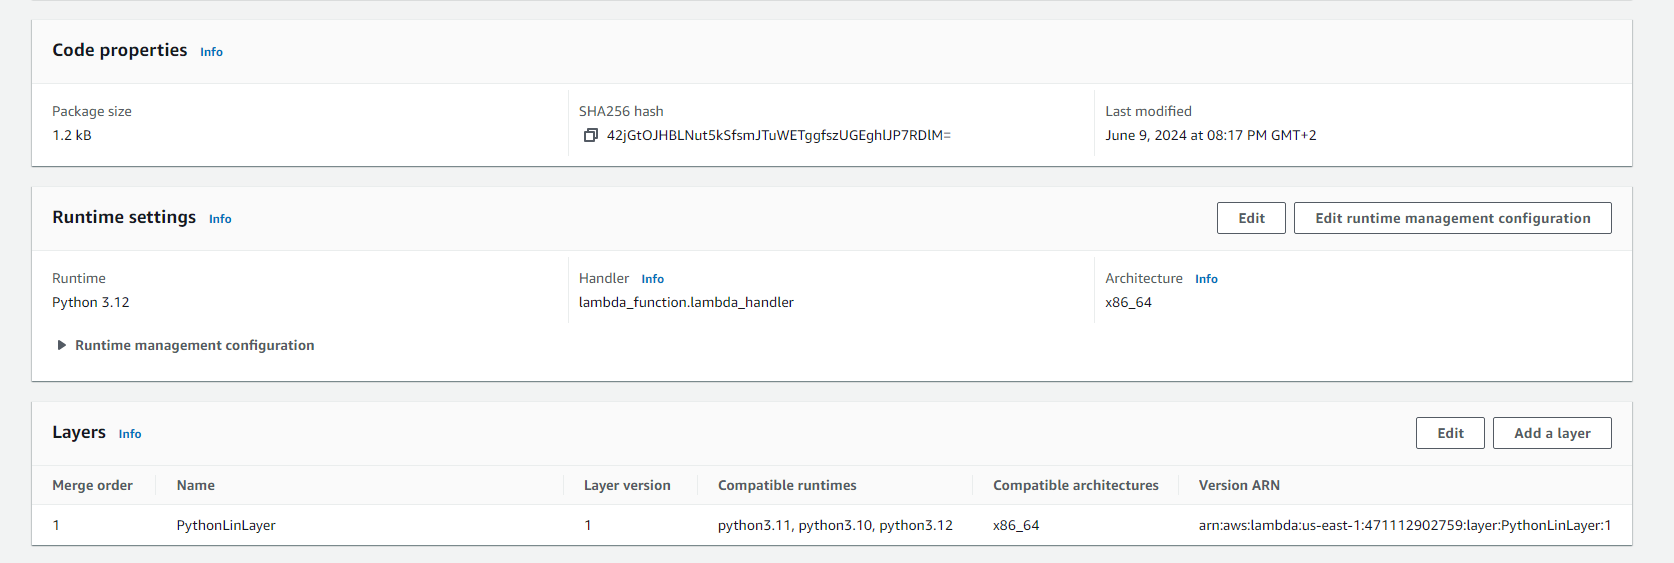 Code properties Info
Package size SHA256 hash Last modified
1.2 kB 42jGtOJHBLNut5kSfsmJTuWETggfszUGEghlJP7RDlM= June 9, 2024 at 08:17 PM GMT+2
Runtime settings Info Edit Edit runtime management configuration
Runtime Handler Info Architecture Info
Python 3.12 lambda_function.lambda_handler x86_64
Runtime management configuration
Layers Info Edit Add a layer
Merge order Name Layer version Compatible runtimes Compatible architectures Version ARN
1 PythonLinLayer 1 python3.11, python3.10, python3.12 x86_64 arn:aws:lambda:us-east-1:471112902759:layer:PythonLinLayer:1